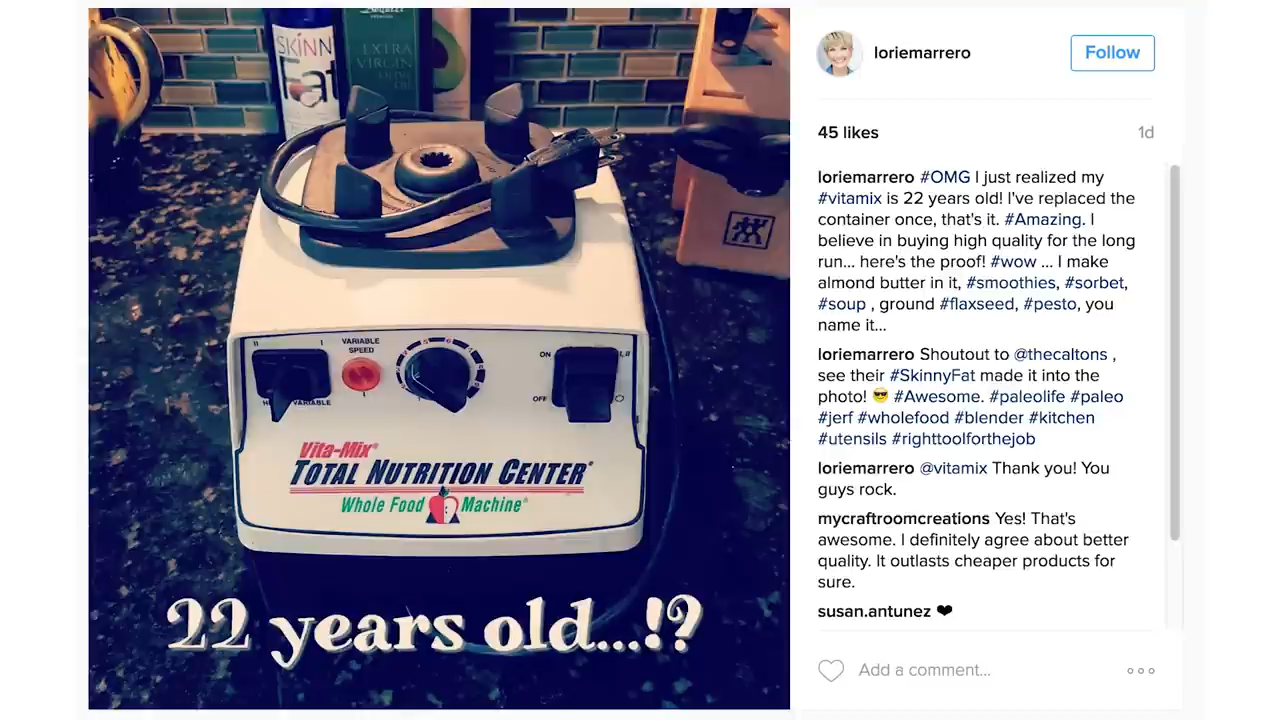 SKINN
Fat
EXTRA
VIRGIN
OLIVE
OIL
II
I
VARIABLE
SPEED
VARIABLE
ON
OFF
Vita-Mix®
TOTAL NUTRITION CENTER®
Whole Food Machine®
22 years old...!?
loriemarrero
Follow
45 likes
1d
loriemarrero #OMG I just realized my
#vitamix is 22 years old! I've replaced the
container once, that's it. #Amazing. I
believe in buying high quality for the long
run... here's the proof! #wow ... I make
almond butter in it, #smoothies, #sorbet,
#soup , ground #flaxseed, #pesto, you
name it...
loriemarrero Shoutout to @thecaltons ,
see their #SkinnyFat made it into the
photo! 😎 #Awesome. #paleolife #paleo
#jerf #wholefood #blender #kitchen
#utensils #righttoolforthejob
loriemarrero @vitamix Thank you! You
guys rock.
mycraftroomcreations Yes! That's
awesome. I definitely agree about better
quality. It outlasts cheaper products for
sure.
susan.antunez ❤
Add a comment...